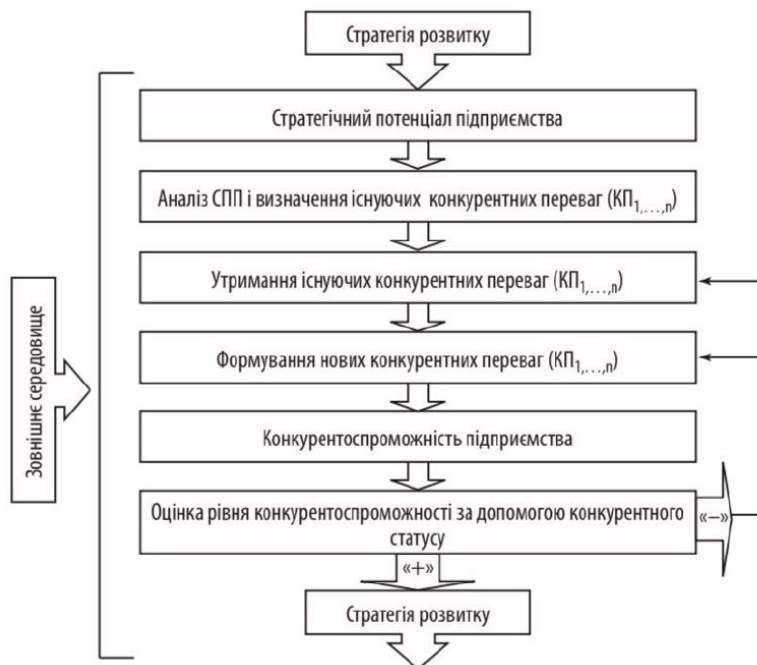 Стратегія розвитку
Стратегічний потенціал підприємства
Аналіз СПП і визначення існуючих конкурентних переваг (КП1,...,n)
Утримання існуючих конкурентних переваг (КП1,...,n)
Формування нових конкурентних переваг (КП1,...,n)
Зовнішнє середовище
Конкурентоспроможність підприємства
Оцінка рівня конкурентоспроможності за допомогою конкурентного
статусу
«–»
«+»
Стратегія розвитку